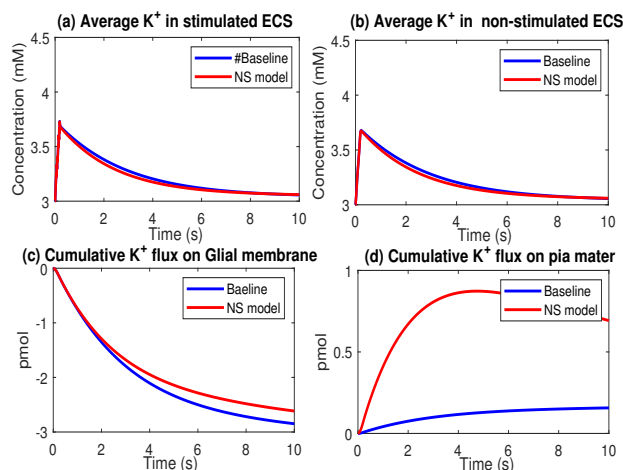 (a) Average K+ in stimulated ECS
4.5
4
3.5
3
Concentration (mM)
#Baseline
NS model
0 2 4 6 8 10
Time (s)
(b) Average K+ in non-stimulated ECS
4.5
4
3.5
3
Concentration (mM)
Baseline
NS model
0 2 4 6 8 10
Time (s)
(c) Cumulative K+ flux on Glial membrane
0
-1
-2
-3
pmol
Baeline
NS model
0 2 4 6 8 10
Time (s)
(d) Cumulative K+ flux on pia mater
1
0.5
0
pmol
Baseline
NS model
0 2 4 6 8 10
Time (s)